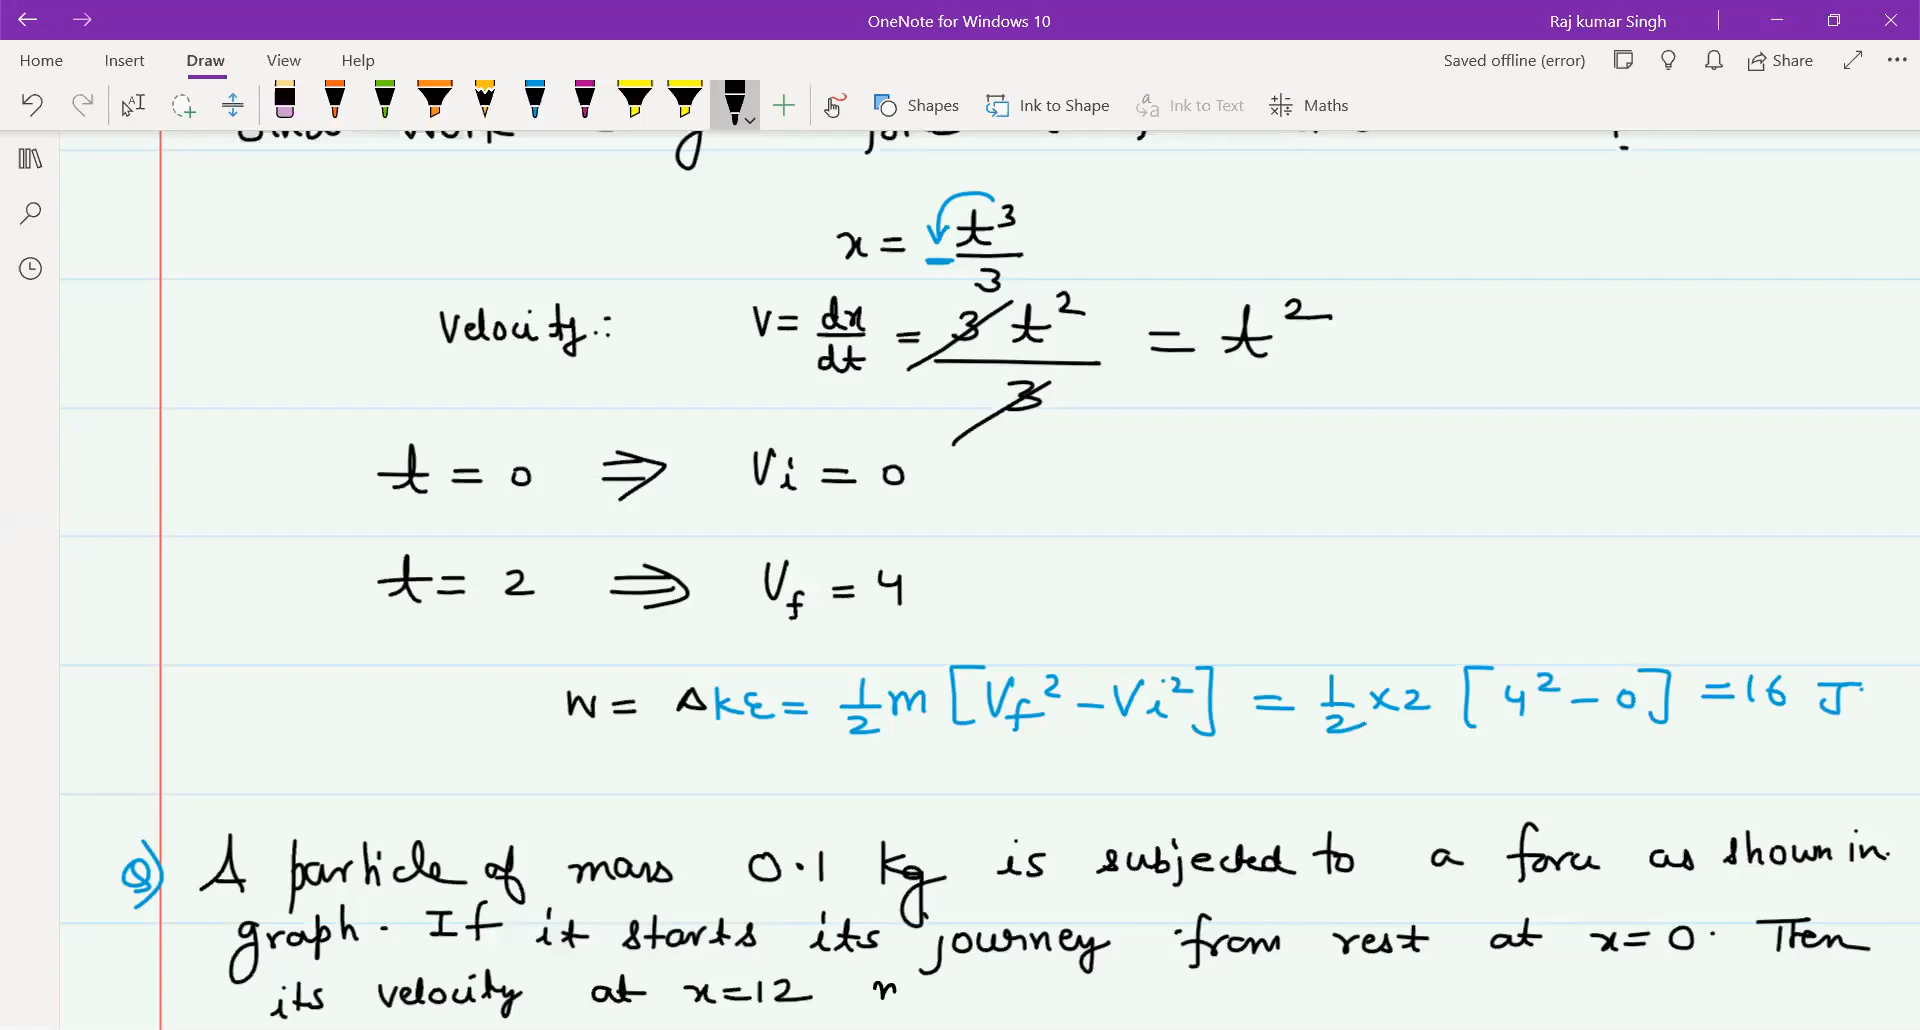 OneNote for Windows 10
Raj kumar Singh
Home Insert Draw View Help
Saved offline (error) Share
Shapes Ink to Shape Ink to Text Maths
x = t³/3
Velocity :: V = dx/dt = 3t²/3 = t²
t = 0 ⇒ Vi = 0
t = 2 ⇒ Vf = 4
W = ΔKE = 1/2 m [Vf² - Vi²] = 1/2 x 2 [4² - 0] = 16 J
Q) A particle of mass 0.1 kg is subjected to a force as shown in
graph. If it starts its journey from rest at x=0. Then
its velocity at x=12